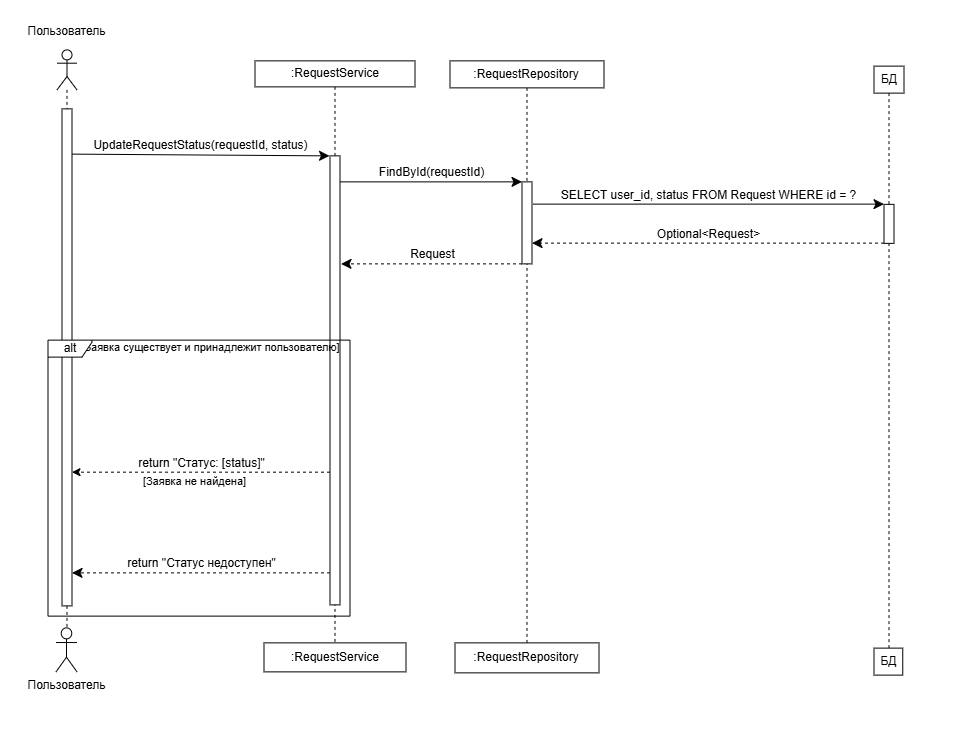 Пользователь
:RequestService
:RequestRepository
БД
UpdateRequestStatus(requestId, status)
FindById(requestId)
SELECT user_id, status FROM Request WHERE id = ?
Optional<Request>
Request
alt
Заявка существует и принадлежит пользователю]
return "Статус: [status]"
[Заявка не найдена]
return "Статус недоступен"
:RequestService
:RequestRepository
БД
Пользователь